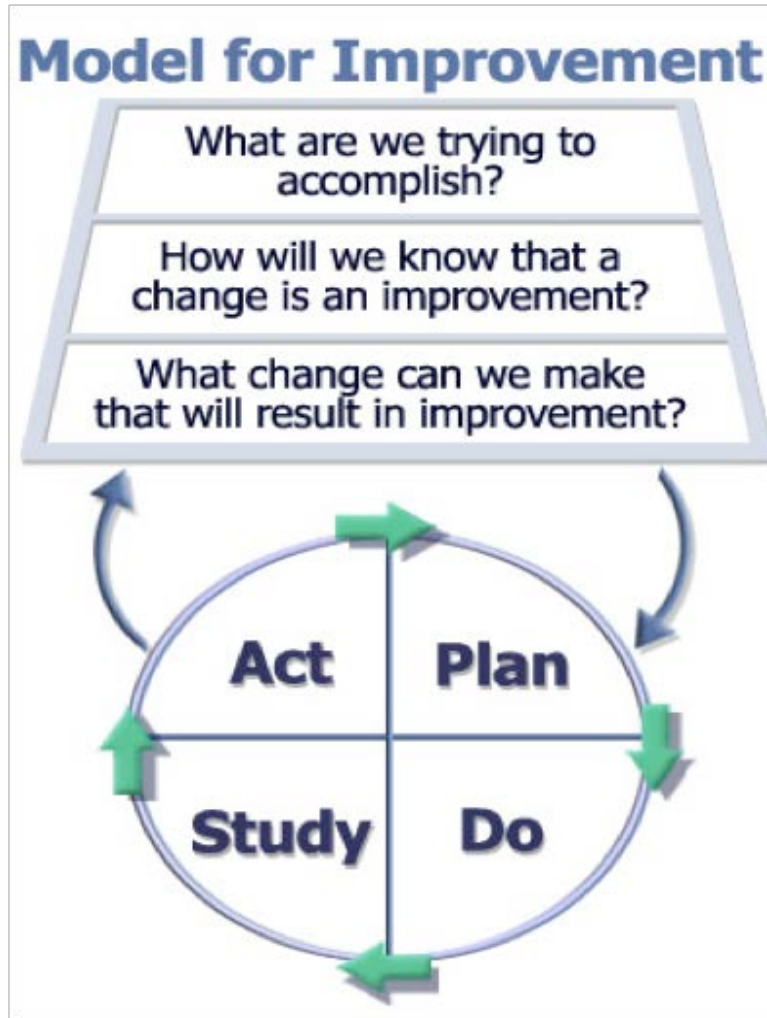 Model for Improvement
What are we trying to
accomplish?
How will we know that a
change is an improvement?
What change can we make
that will result in improvement?
Act
Plan
Study
Do